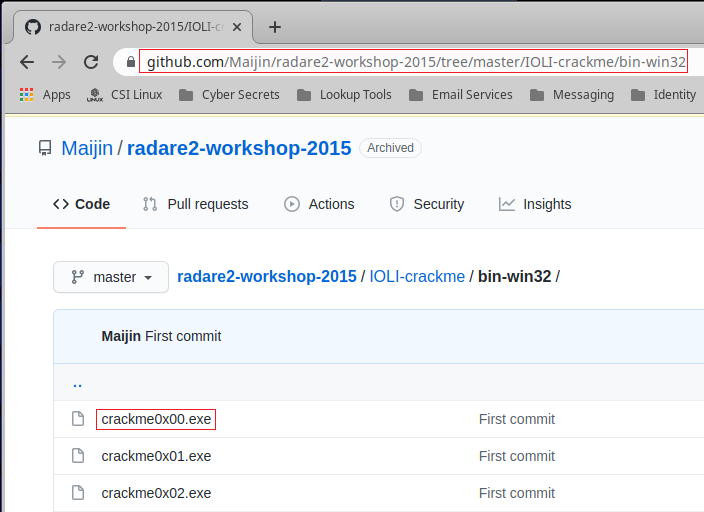 radare2-workshop-2015/IOLI-cr
github.com/Maijin/radare2-workshop-2015/tree/master/IOLI-crackme/bin-win32
Apps CSI Linux Cyber Secrets Lookup Tools Email Services Messaging Identity
Maijin / radare2-workshop-2015 Archived
Code Pull requests Actions Security Insights
master radare2-workshop-2015 / IOLI-crackme / bin-win32 /
Maijin First commit
..
crackme0x00.exe First commit
crackme0x01.exe First commit
crackme0x02.exe First commit